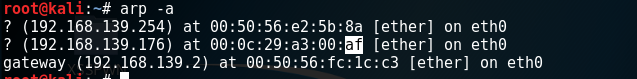 root@kali:~# arp -a
? (192.168.139.254) at 00:50:56:e2:5b:8a [ether] on eth0
? (192.168.139.176) at 00:0c:29:a3:00:af [ether] on eth0
gateway (192.168.139.2) at 00:50:56:fc:1c:c3 [ether] on eth0